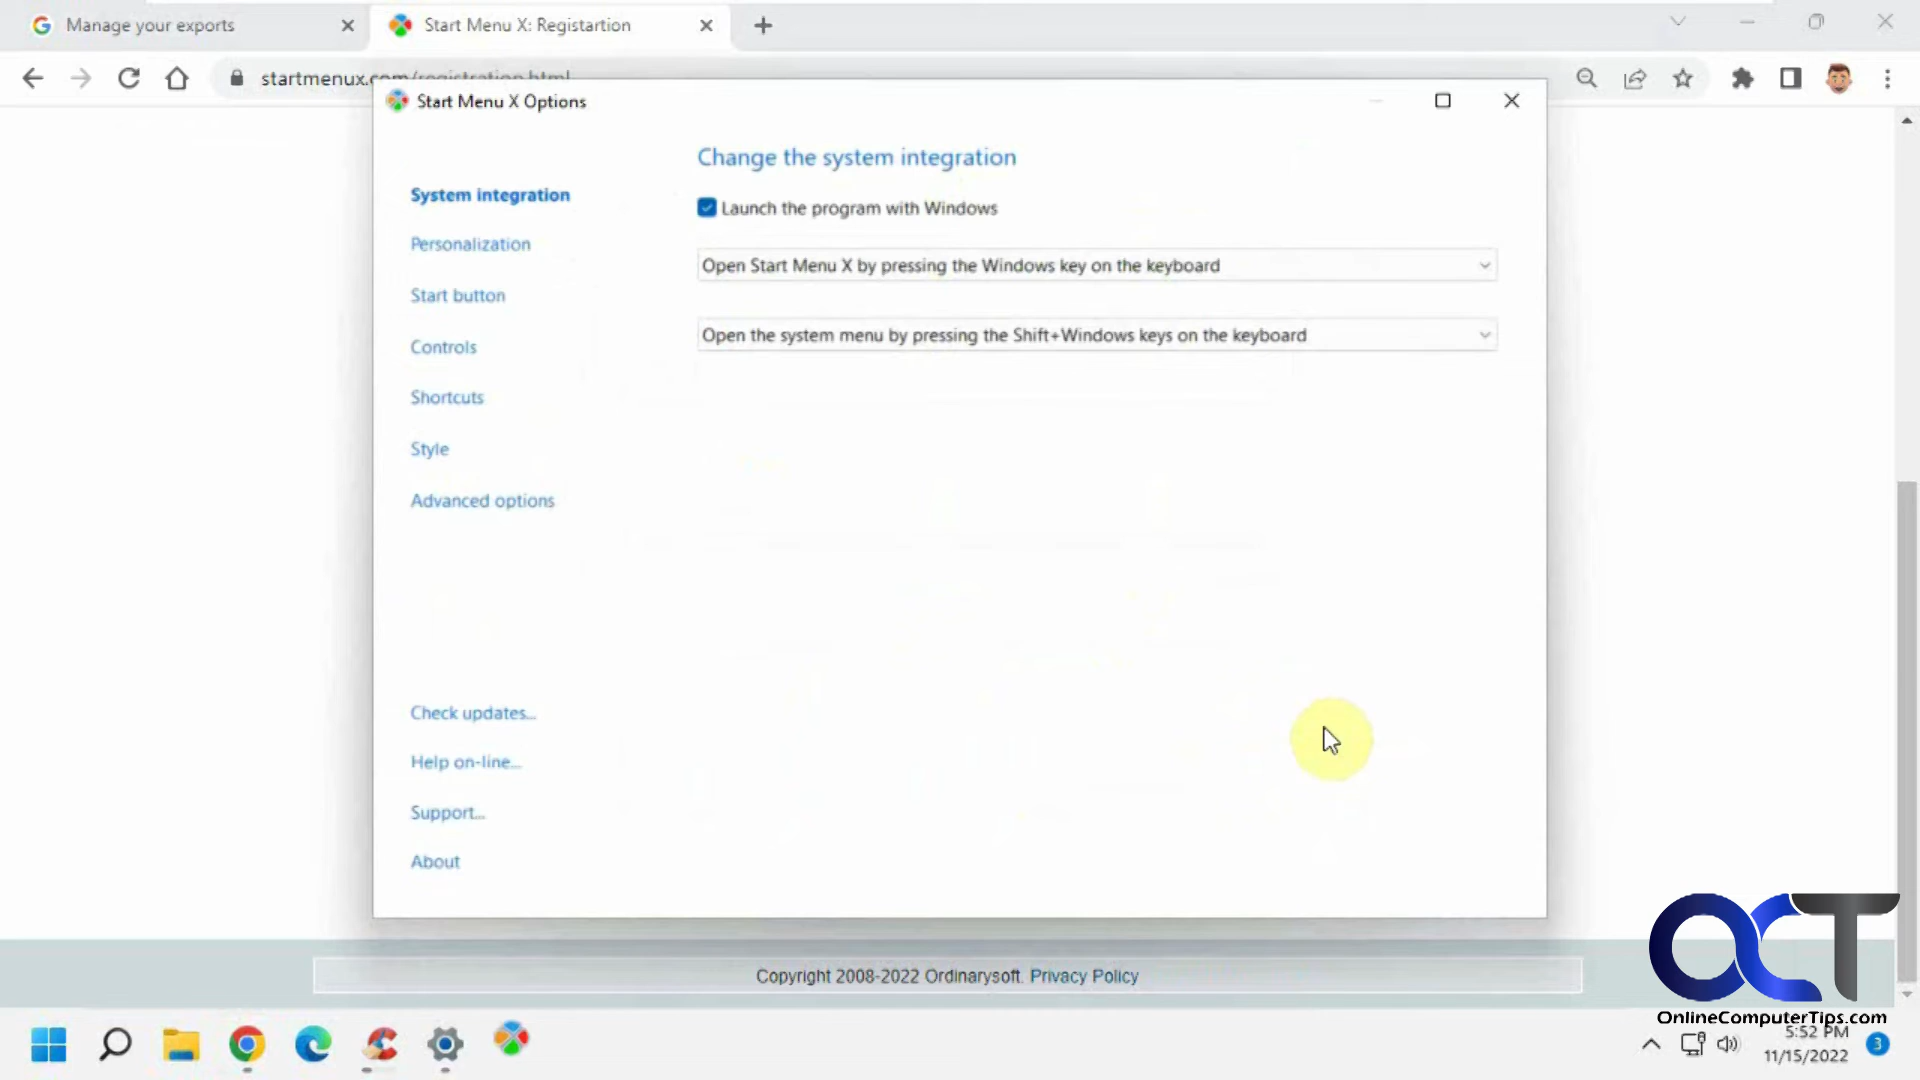 Manage your exports
Start Menu X: Registartion
startmenux.com/registration.html
Start Menu X Options
Change the system integration
System integration
Launch the program with Windows
Personalization
Open Start Menu X by pressing the Windows key on the keyboard
Start button
Open the system menu by pressing the Shift+Windows keys on the keyboard
Controls
Shortcuts
Style
Advanced options
Check updates...
Help on-line...
Support...
About
Copyright 2008-2022 Ordinarysoft. Privacy Policy
OCT
OnlineComputerTips.com
5:52 PM
11/15/2022
3